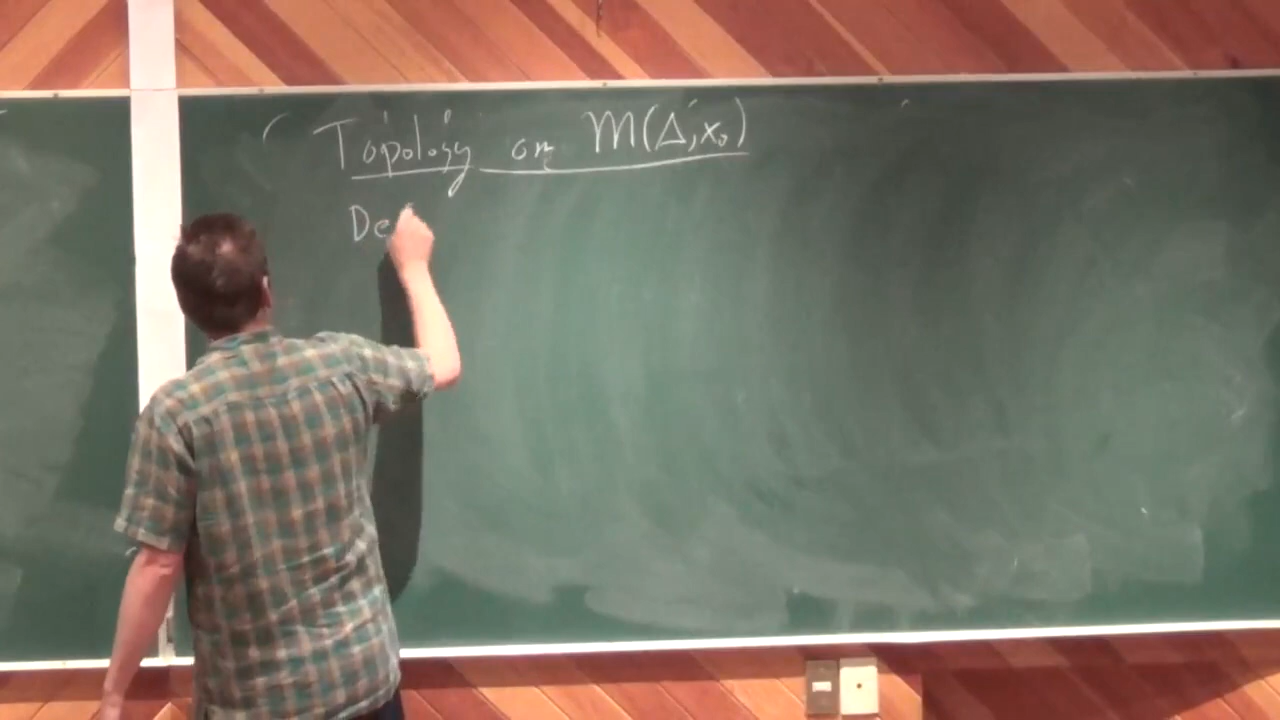 Topology on M(Δ, x₀)
De